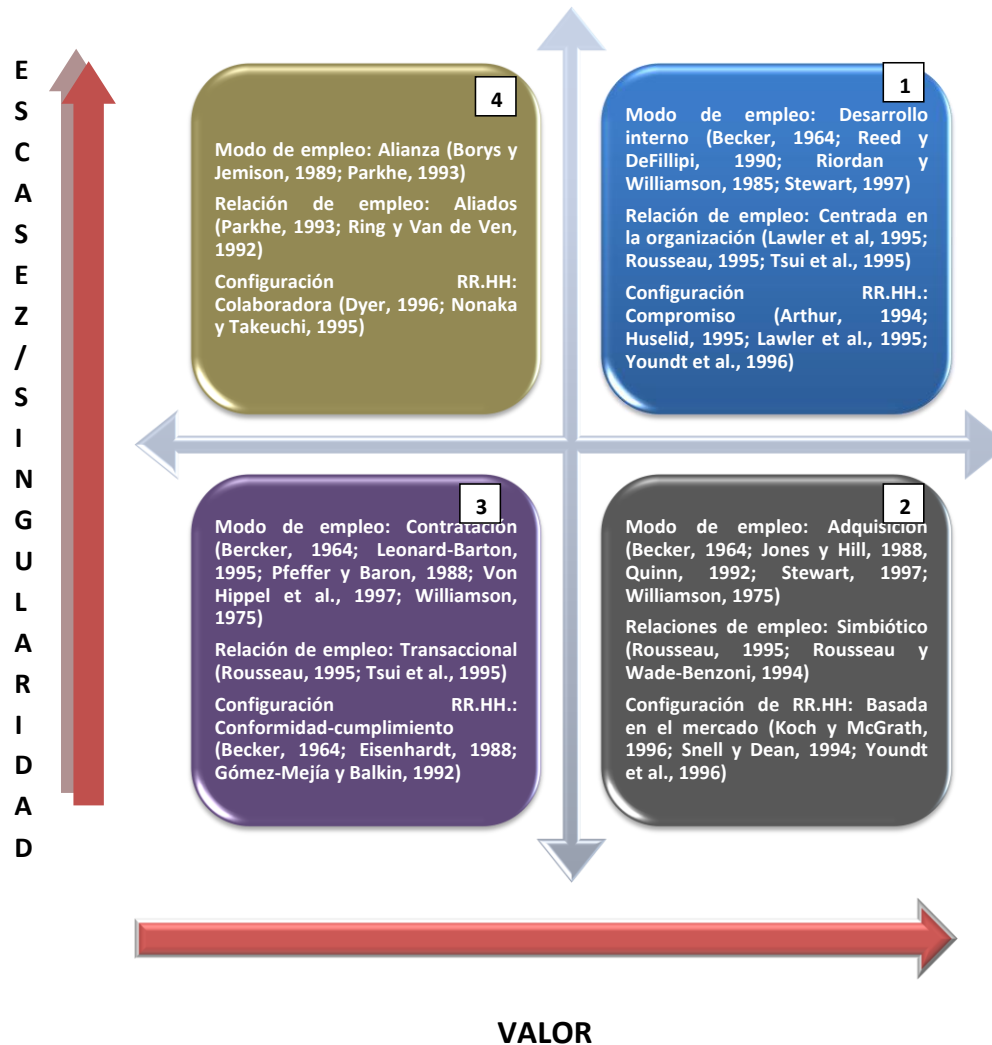 ESCASEZ/SINGULARIDAD
4
Modo de empleo: Alianza (Borys y
Jemison, 1989; Parkhe, 1993)
Relación de empleo: Aliados
(Parkhe, 1993; Ring y Van de Ven,
1992)
Configuración RR.HH:
Colaboradora (Dyer, 1996; Nonaka
y Takeuchi, 1995)
1
Modo de empleo: Desarrollo
interno (Becker, 1964; Reed y
DeFillipi, 1990; Riordan y
Williamson, 1985; Stewart, 1997)
Relación de empleo: Centrada en
la organización (Lawler et al, 1995;
Rousseau, 1995; Tsui et al., 1995)
Configuración RR.HH.:
Compromiso (Arthur, 1994;
Huselid, 1995; Lawler et al., 1995;
Youndt et al., 1996)
3
Modo de empleo: Contratación
(Bercker, 1964; Leonard-Barton,
1995; Pfeffer y Baron, 1988; Von
Hippel et al., 1997; Williamson,
1975)
Relación de empleo: Transaccional
(Rousseau, 1995; Tsui et al., 1995)
Configuración RR.HH.:
Conformidad-cumplimiento
(Becker, 1964; Eisenhardt, 1988;
Gómez-Mejía y Balkin, 1992)
2
Modo de empleo: Adquisición
(Becker, 1964; Jones y Hill, 1988,
Quinn, 1992; Stewart, 1997;
Williamson, 1975)
Relaciones de empleo: Simbiótico
(Rousseau, 1995; Rousseau y
Wade-Benzoni, 1994)
Configuración de RR.HH: Basada
en el mercado (Koch y McGrath,
1996; Snell y Dean, 1994; Youndt
et al., 1996)
VALOR